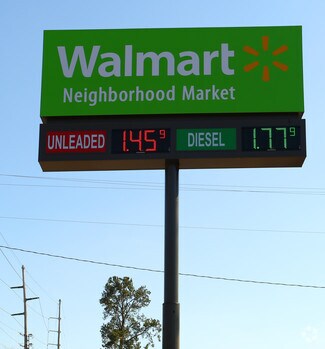 Walmart
Neighborhood Market
UNLEADED 1.45 9 DIESEL 1.77 9